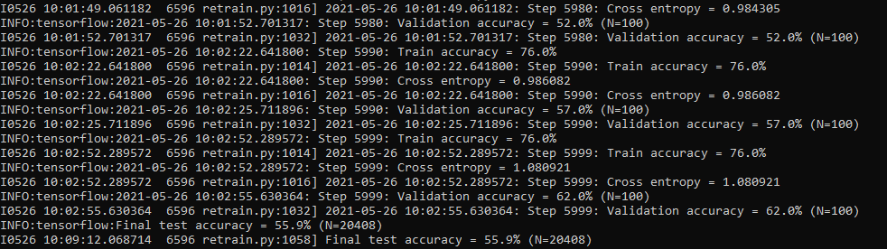 I0526 10:01:49.061182  6596 retrain.py:1016] 2021-05-26 10:01:49.061182: Step 5980: Cross entropy = 0.984305
INFO:tensorflow:2021-05-26 10:01:52.701317: Step 5980: Validation accuracy = 52.0% (N=100)
I0526 10:01:52.701317  6596 retrain.py:1032] 2021-05-26 10:01:52.701317: Step 5980: Validation accuracy = 52.0% (N=100)
INFO:tensorflow:2021-05-26 10:02:22.641800: Step 5990: Train accuracy = 76.0%
I0526 10:02:22.641800  6596 retrain.py:1014] 2021-05-26 10:02:22.641800: Step 5990: Train accuracy = 76.0%
INFO:tensorflow:2021-05-26 10:02:22.641800: Step 5990: Cross entropy = 0.986082
I0526 10:02:22.641800  6596 retrain.py:1016] 2021-05-26 10:02:22.641800: Step 5990: Cross entropy = 0.986082
INFO:tensorflow:2021-05-26 10:02:25.711896: Step 5990: Validation accuracy = 57.0% (N=100)
I0526 10:02:25.711896  6596 retrain.py:1032] 2021-05-26 10:02:25.711896: Step 5990: Validation accuracy = 57.0% (N=100)
INFO:tensorflow:2021-05-26 10:02:52.289572: Step 5999: Train accuracy = 76.0%
I0526 10:02:52.289572  6596 retrain.py:1014] 2021-05-26 10:02:52.289572: Step 5999: Train accuracy = 76.0%
INFO:tensorflow:2021-05-26 10:02:52.289572: Step 5999: Cross entropy = 1.080921
I0526 10:02:52.289572  6596 retrain.py:1016] 2021-05-26 10:02:52.289572: Step 5999: Cross entropy = 1.080921
INFO:tensorflow:2021-05-26 10:02:55.630364: Step 5999: Validation accuracy = 62.0% (N=100)
I0526 10:02:55.630364  6596 retrain.py:1032] 2021-05-26 10:02:55.630364: Step 5999: Validation accuracy = 62.0% (N=100)
INFO:tensorflow:Final test accuracy = 55.9% (N=20408)
I0526 10:09:12.068714  6596 retrain.py:1058] Final test accuracy = 55.9% (N=20408)